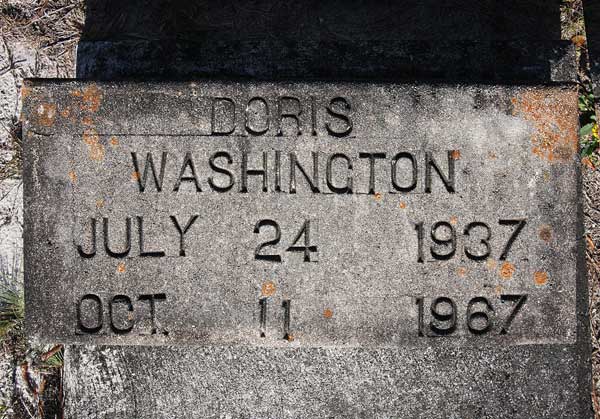 DORIS
WASHINGTON
JULY 24 1937
OCT. 11 1967